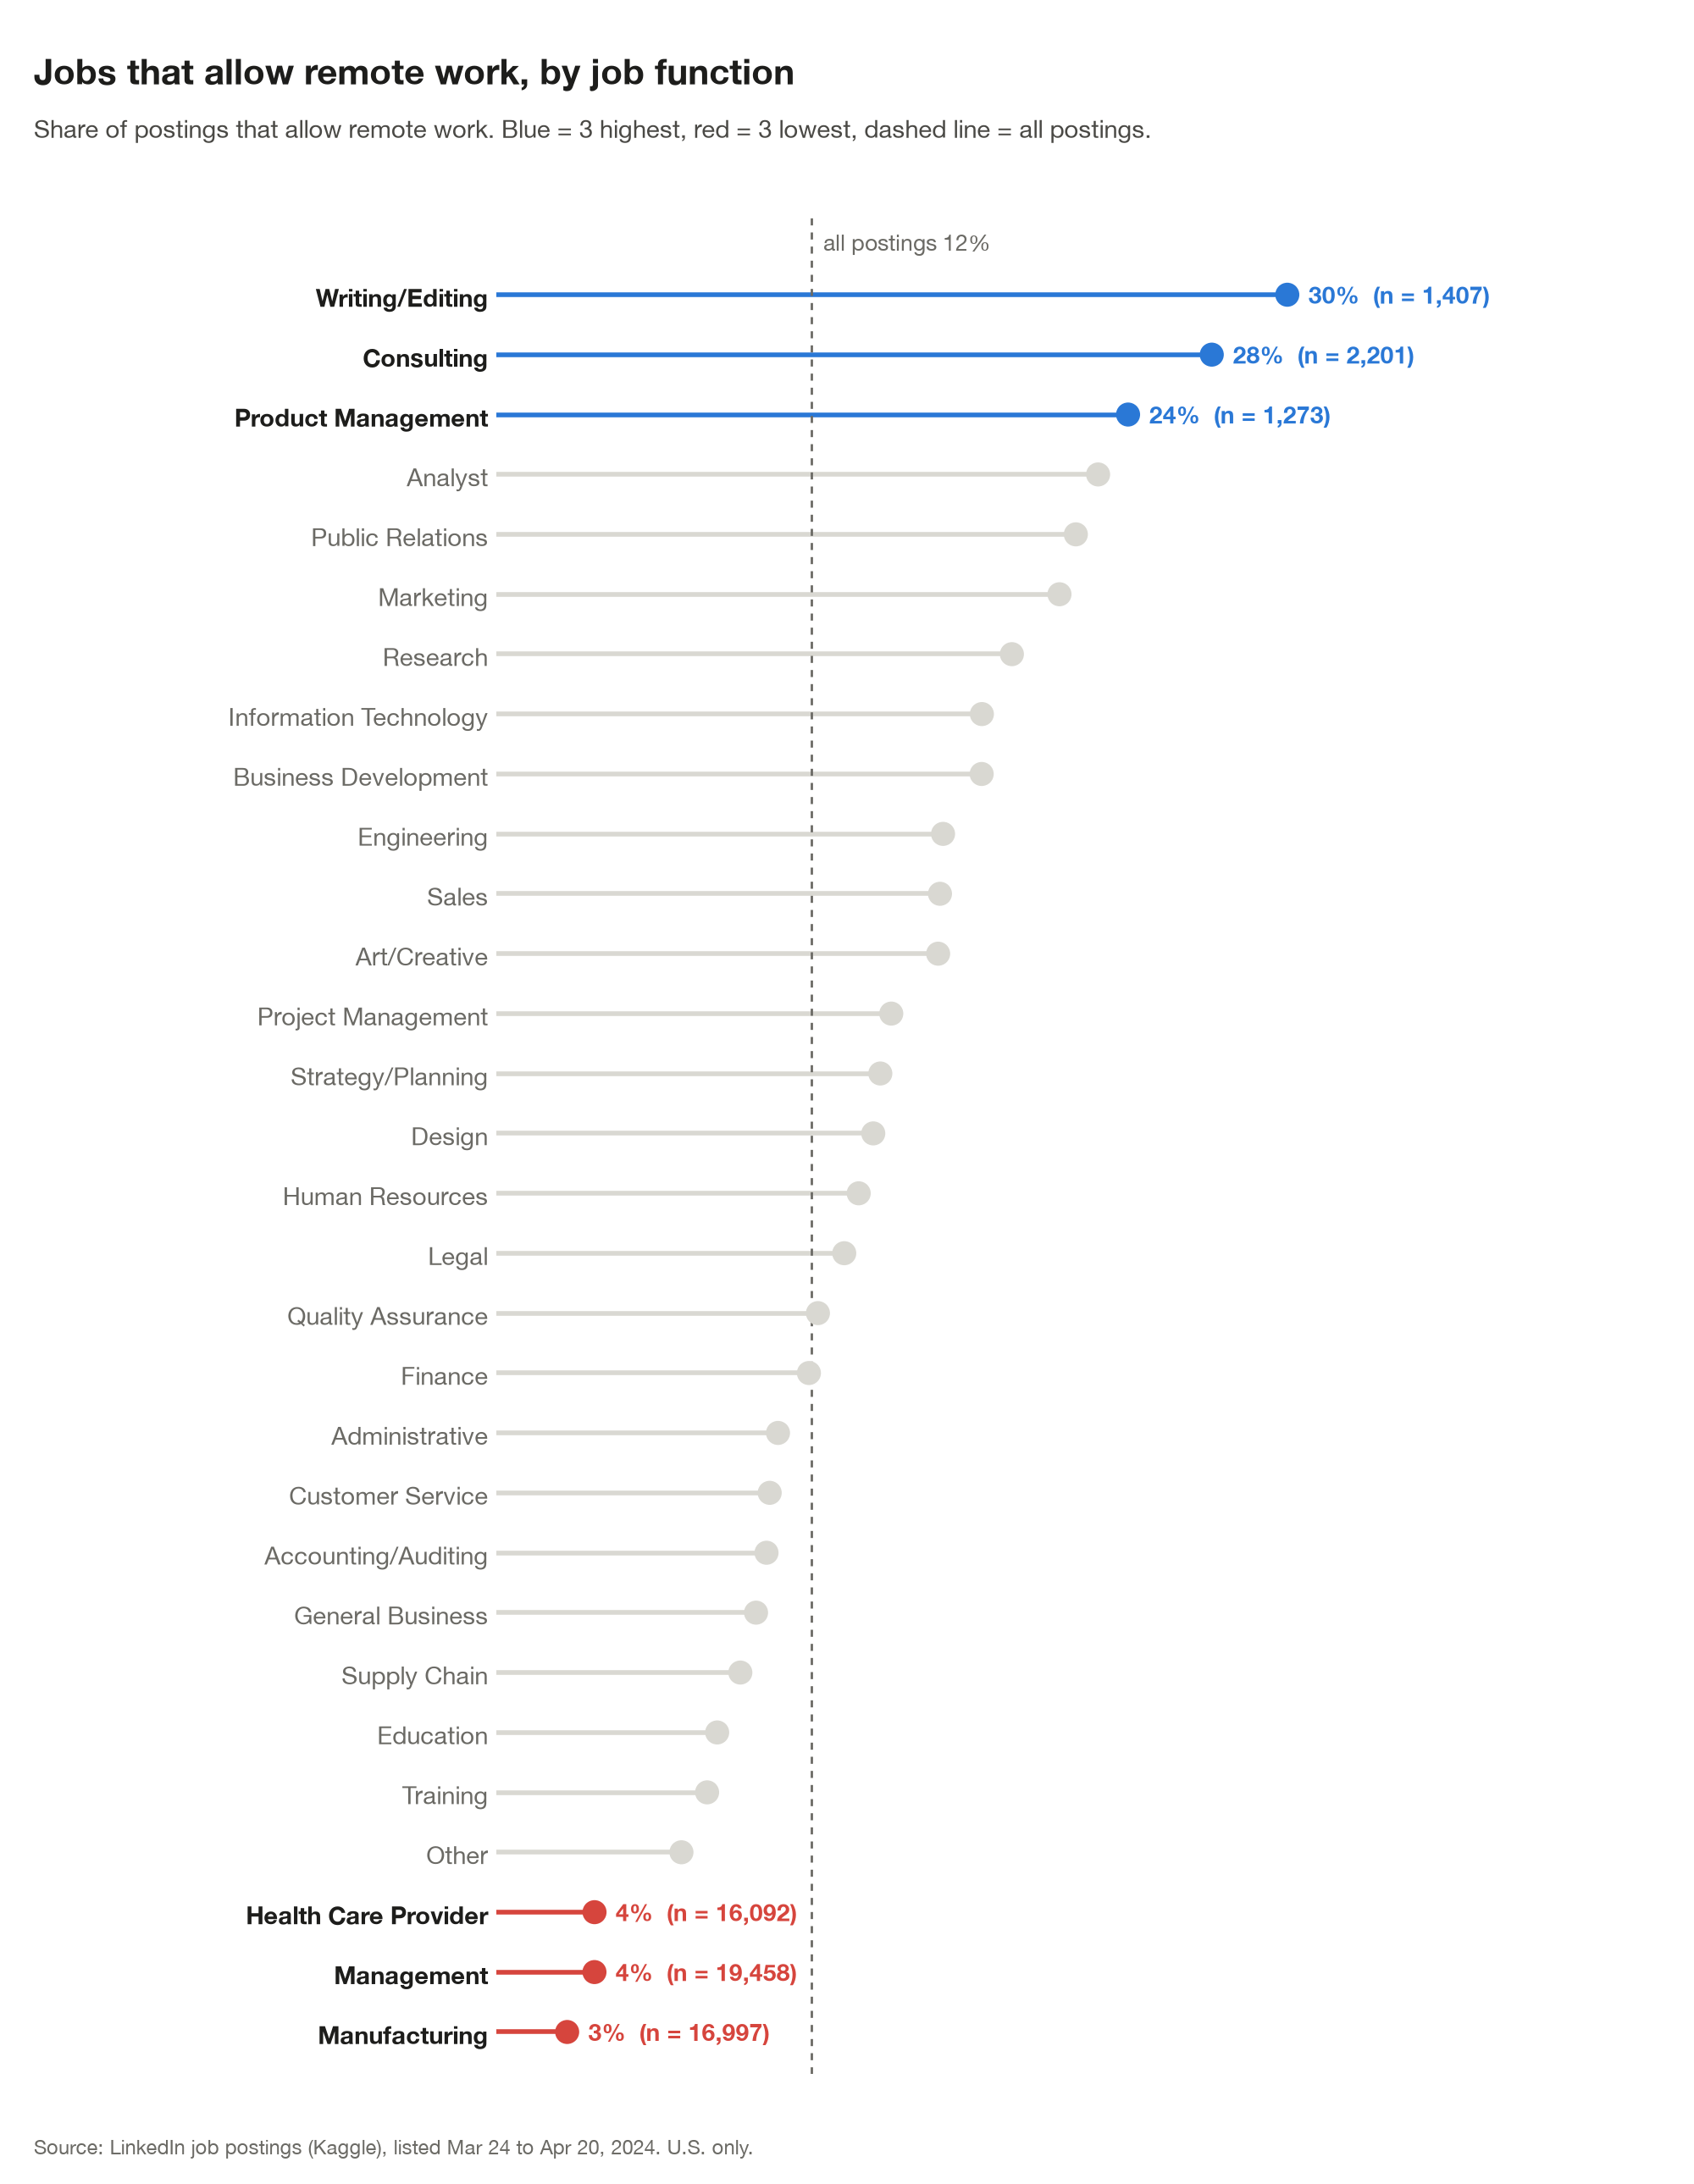 Jobs that allow remote work, by job function
Share of postings that allow remote work. Blue = 3 highest, red = 3 lowest, dashed line = all postings.
all postings 12%
Writing/Editing 30% (n = 1,407)
Consulting 28% (n = 2,201)
Product Management 24% (n = 1,273)
Analyst
Public Relations
Marketing
Research
Information Technology
Business Development
Engineering
Sales
Art/Creative
Project Management
Strategy/Planning
Design
Human Resources
Legal
Quality Assurance
Finance
Administrative
Customer Service
Accounting/Auditing
General Business
Supply Chain
Education
Training
Other
Health Care Provider 4% (n = 16,092)
Management 4% (n = 19,458)
Manufacturing 3% (n = 16,997)
Source: LinkedIn job postings (Kaggle), listed Mar 24 to Apr 20, 2024. U.S. only.